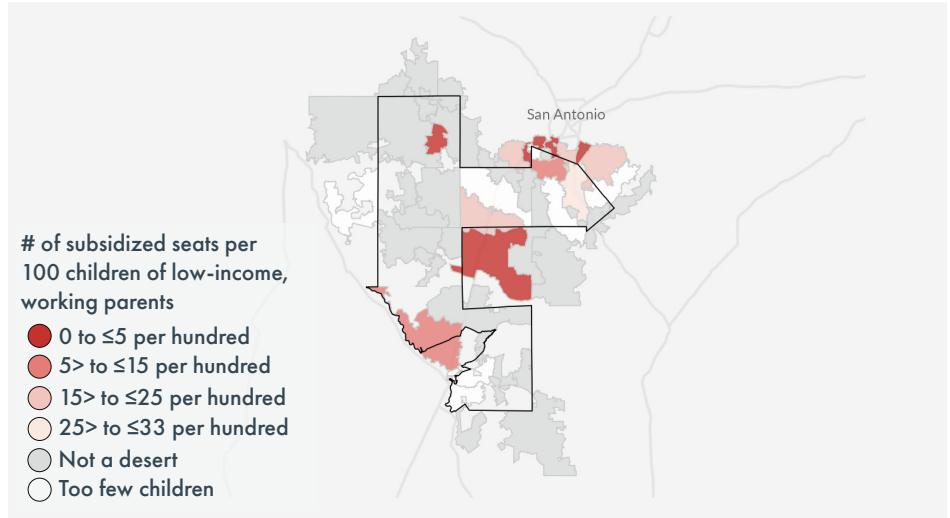 San Antonio
# of subsidized seats per
100 children of low-income,
working parents
0 to ≤5 per hundred
5> to ≤15 per hundred
15> to ≤25 per hundred
25> to ≤33 per hundred
Not a desert
Too few children